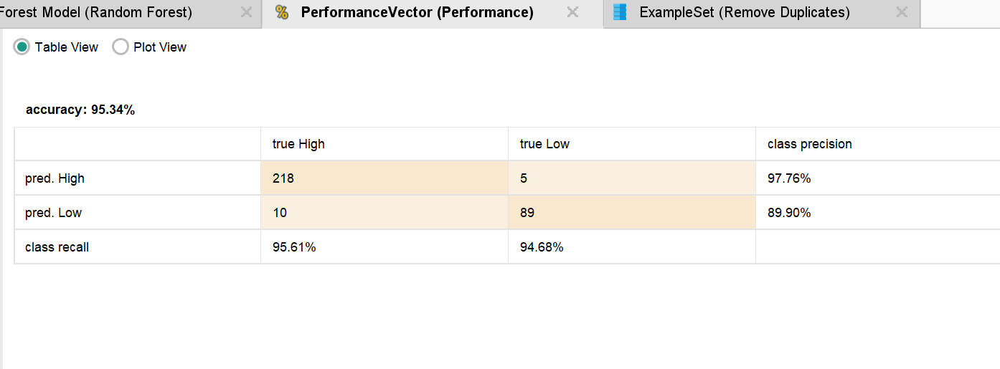 Forest Model (Random Forest) PerformanceVector (Performance) ExampleSet (Remove Duplicates)
Table View Plot View
accuracy: 95.34%
true High true Low class precision
pred. High 218 5 97.76%
pred. Low 10 89 89.90%
class recall 95.61% 94.68%